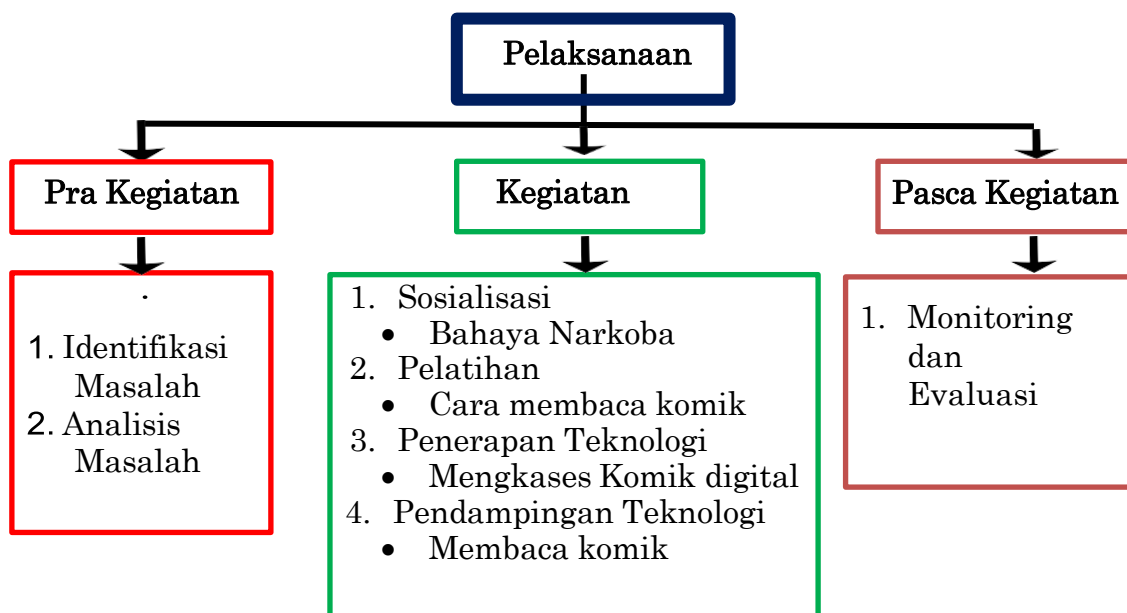 Pelaksanaan
Pra Kegiatan
Kegiatan
Pasca Kegiatan
.
1. Identifikasi
Masalah
2. Analisis
Masalah
1. Sosialisasi
• Bahaya Narkoba
2. Pelatihan
• Cara membaca komik
3. Penerapan Teknologi
• Mengkases Komik digital
4. Pendampingan Teknologi
• Membaca komik
1. Monitoring
dan
Evaluasi